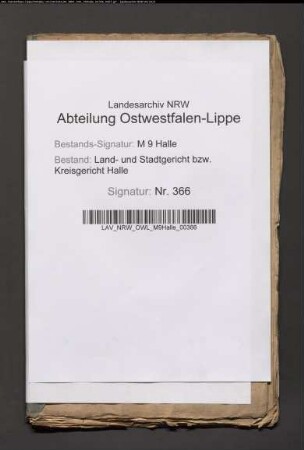 Landesarchiv NRW
Abteilung Ostwestfalen-Lippe
Bestands-Signatur: M 9 Halle
Bestand: Land- und Stadtgericht bzw.
Kreisgericht Halle
Signatur: Nr. 366
LAV_NRW_OWL_M9Halle_00366